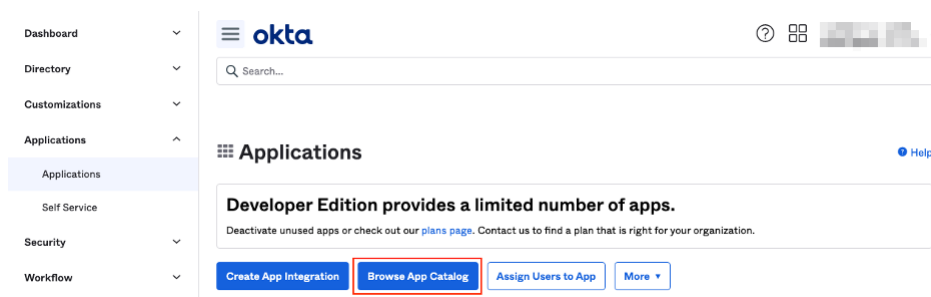 Dashboard
Directory
Customizations
Applications
Applications
Self Service
Security
Workflow
okta
Search...
Applications
Help
Developer Edition provides a limited number of apps.
Deactivate unused apps or check out our plans page. Contact us to find a plan that is right for your organization.
Create App Integration
Browse App Catalog
Assign Users to App
More